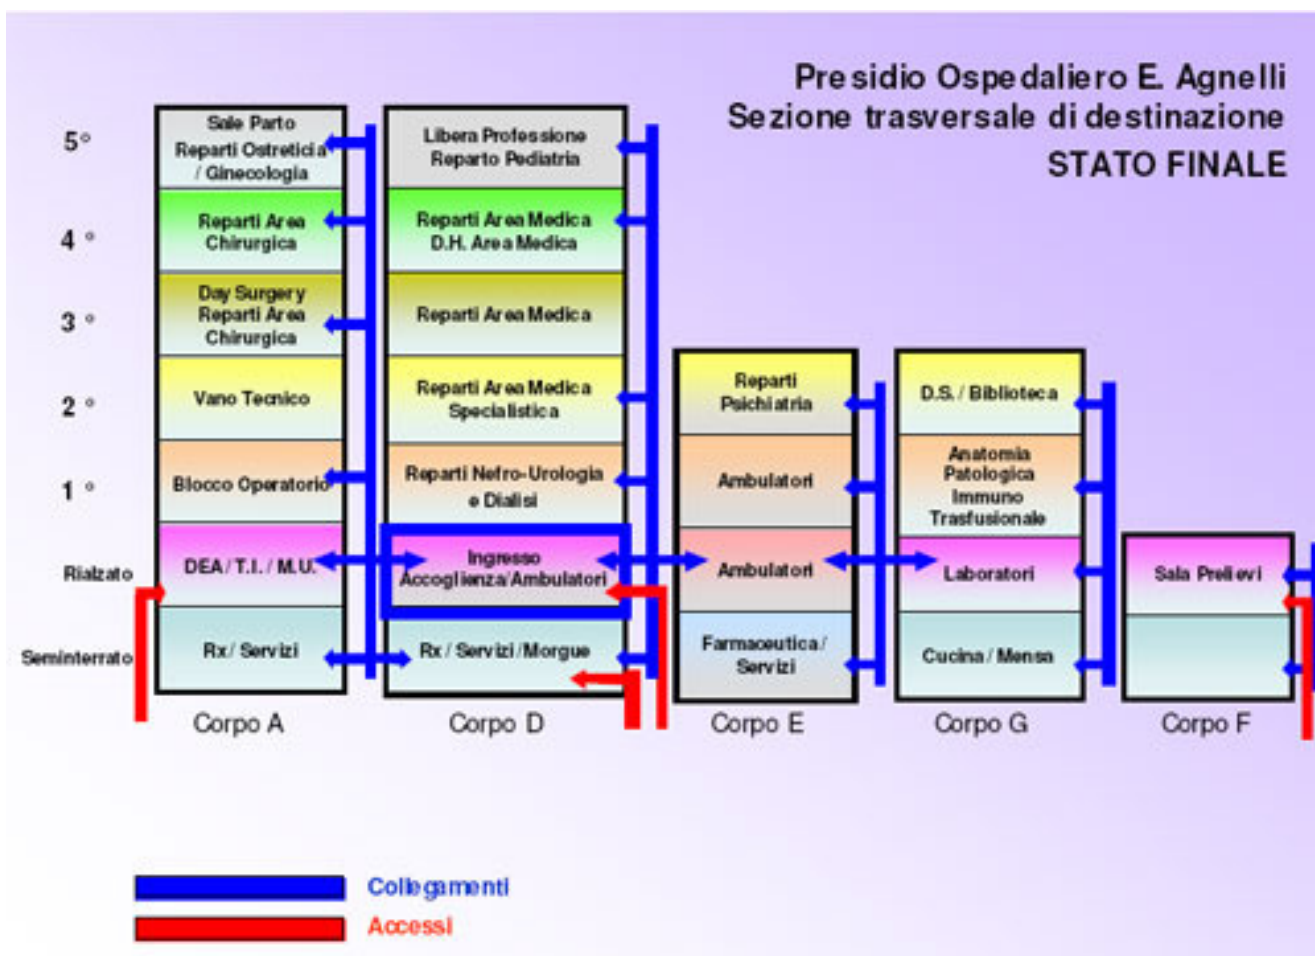 Presidio Ospedaliero E. Agnelli
Sezione trasversale di destinazione
STATO FINALE
5°
Sale Parto
Reparti Ostreticia
/ Ginecologia
Libera Professione
Reparto Pediatria
4 °
Reparti Area
Chirurgica
Reparti Area Medica
D.H. Area Medica
3 °
Day Surgery
Reparti Area
Chirurgica
Reparti Area Medica
2 °
Vano Tecnico
Reparti Area Medica
Specialistica
Reparti
Psichiatria
D.S. / Biblioteca
1 °
Blocco Operatorio
Reparti Nefro-Urologia
e Dialisi
Ambulatori
Anatomia
Patologica
Immuno
Trasfusionale
Rialzato
DEA / T.I. / M.U.
Ingresso
Accoglienza/Ambulatori
Ambulatori
Laboratori
Sala Prelievi
Seminterrato
Rx / Servizi
Rx / Servizi / Morgue
Farmaceutica /
Servizi
Cucina / Mensa
Corpo A
Corpo D
Corpo E
Corpo G
Corpo F
Collegamenti
Accessi